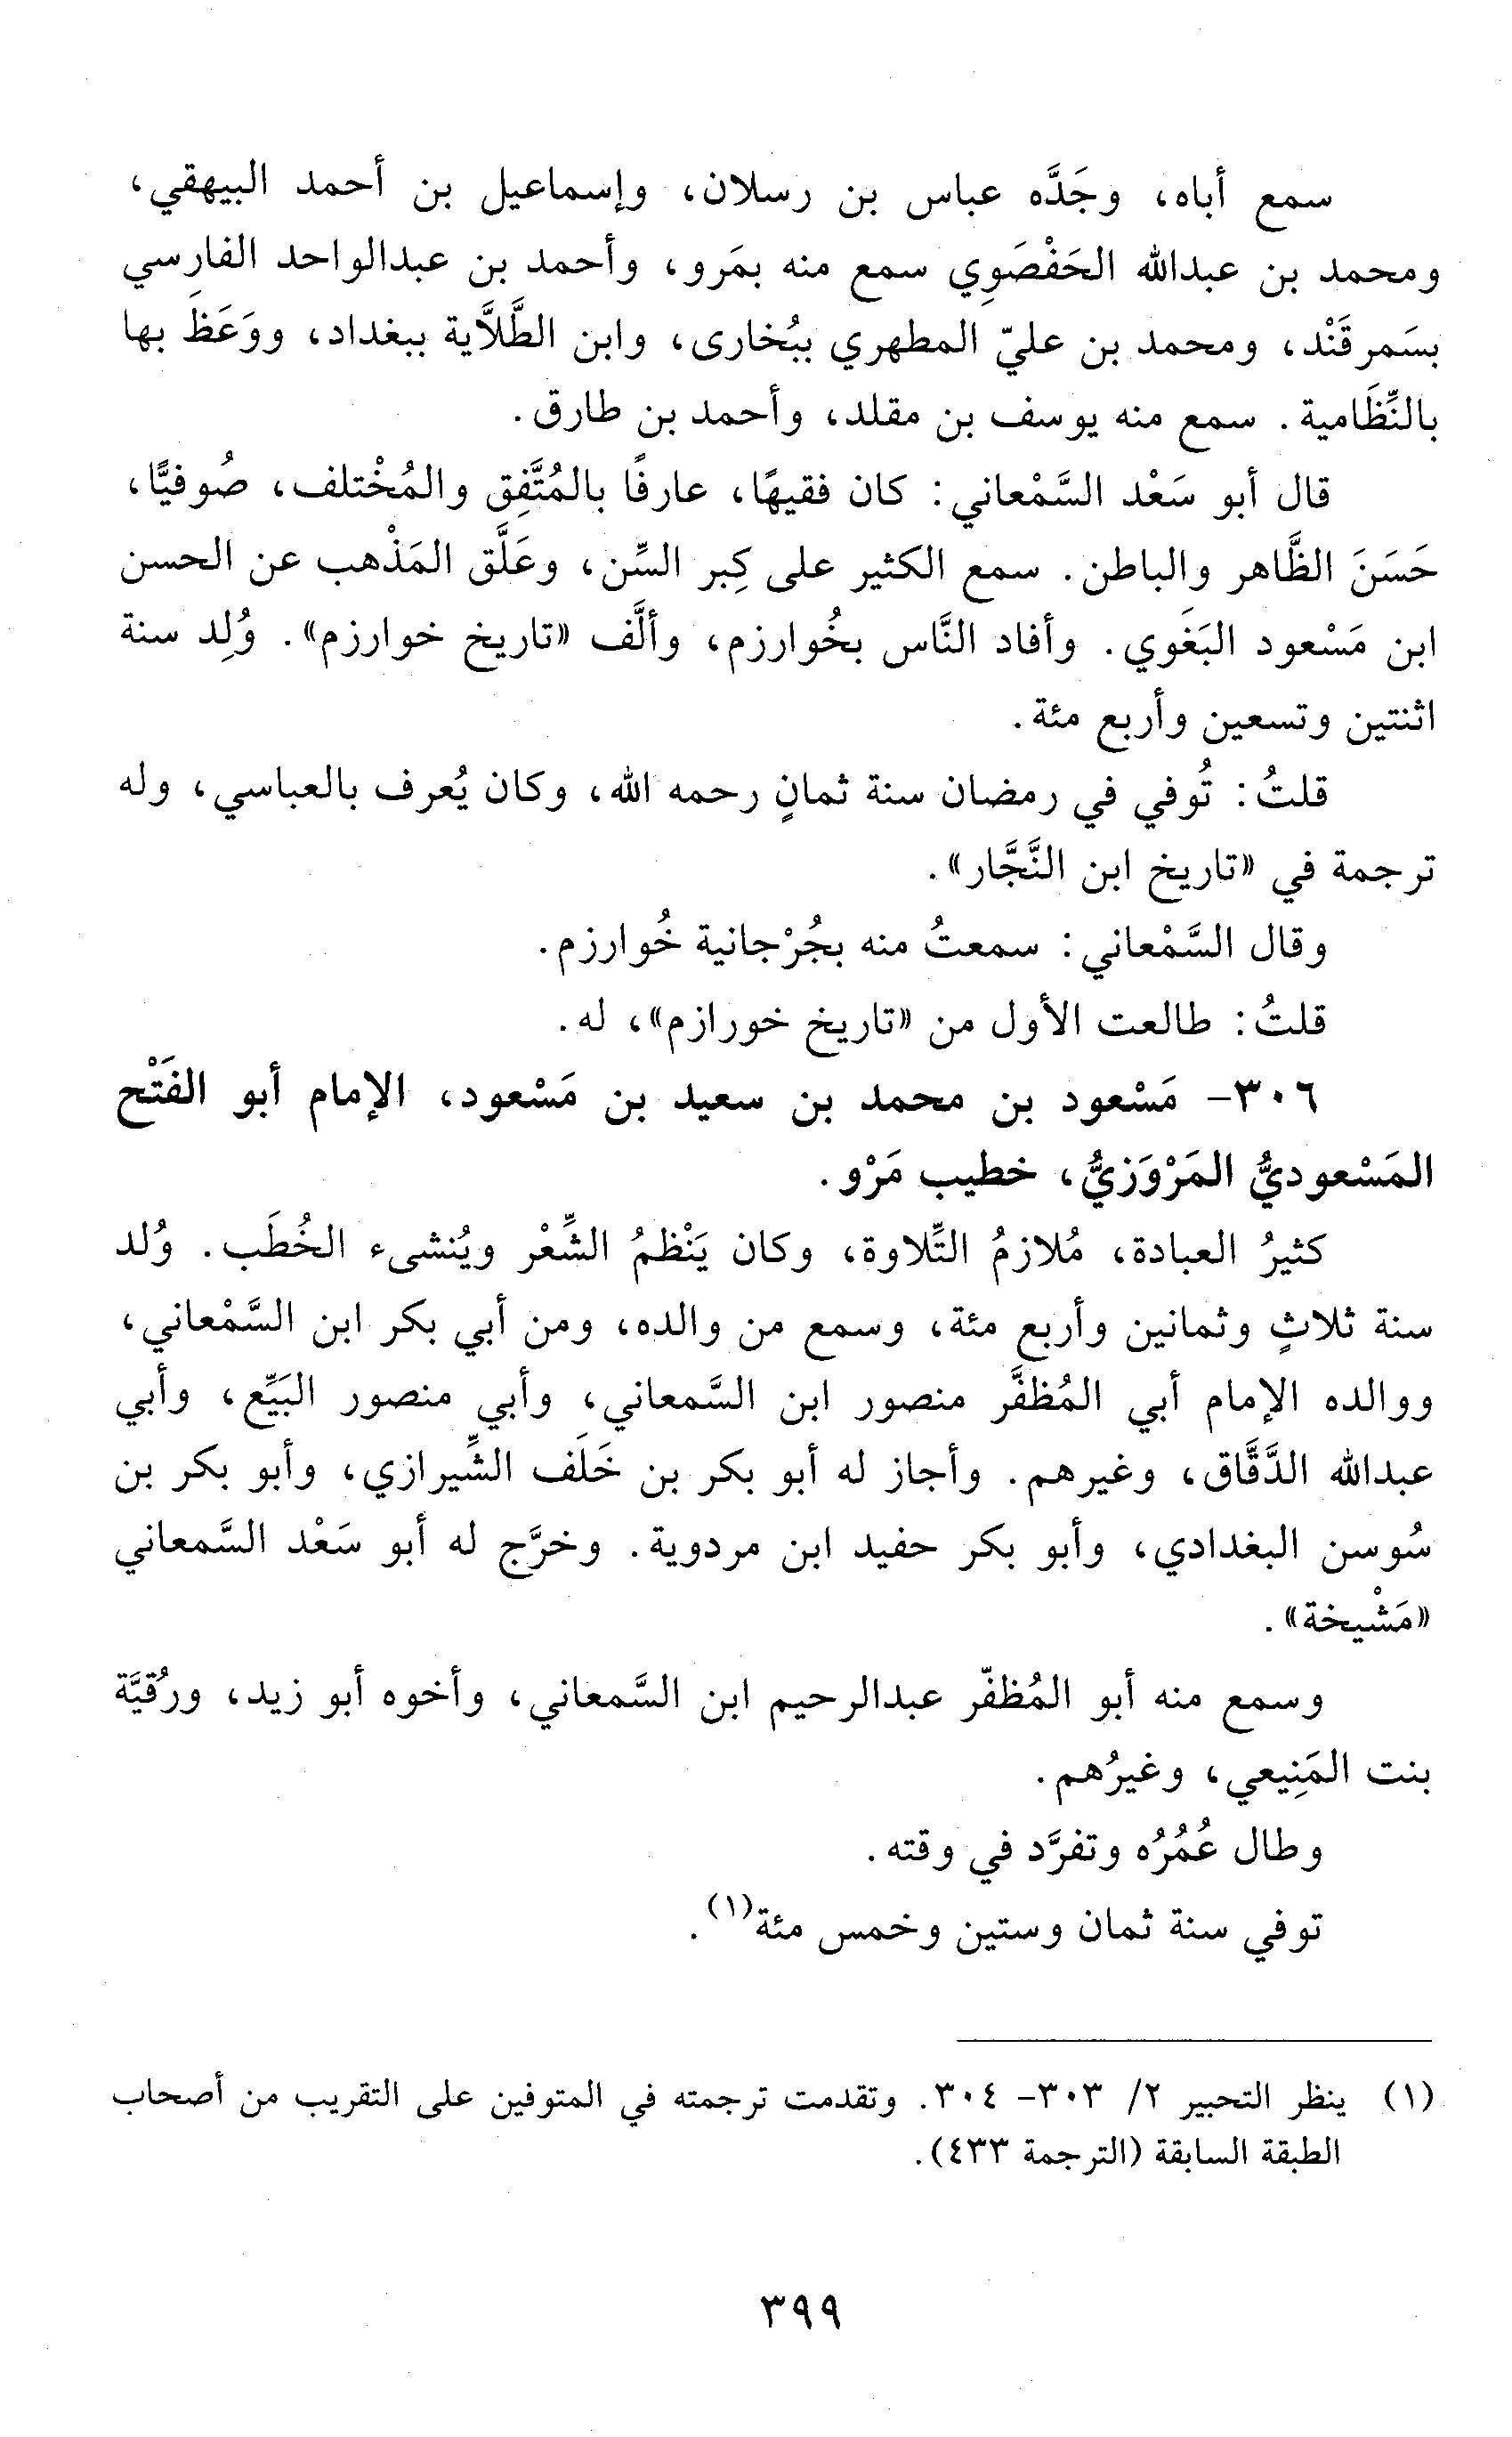 سمع أباه، وجَدَّه عباس بن رسلان، وإسماعيل بن أحمد البيهقي،
ومحمد بن عبدالله الحَفْصَوِي سمع منه بمَرو، وأحمد بن عبدالواحد الفارسي
بسَمرقَنْد، ومحمد بن عليّ المطهري ببُخارى، وابن الطَّلاَّية ببغداد، ووَعَظَ بها
بالنِّظَامية. سمع منه يوسف بن مقلد، وأحمد بن طارق.
قال أبو سَعْد السَّمْعاني: كان فقيهًا، عارفًا بالمُتَّفِق والمُخْتلف، صُوفيًّا،
حَسَنَ الظَّاهر والباطن. سمع الكثير على كِبر السِّن، وعَلَّق المَذْهب عن الحسن
ابن مَسْعود البَغَوي. وأفاد النَّاس بخُوارزم، وألَّف «تاريخ خوارزم». وُلِد سنة
اثنتين وتسعين وأربع مئة.
قلتُ: تُوفي في رمضان سنة ثمانٍ رحمه الله، وكان يُعرف بالعباسي، وله
ترجمة في «تاريخ ابن النَّجَّار».
وقال السَّمْعاني: سمعتُ منه بجُرْجانية خُوارزم.
قلتُ: طالعت الأول من «تاريخ خورازم»، له.
٣٠٦- مَسْعود بن محمد بن سعيد بن مَسْعود، الإمام أبو الفَتْح
المَسْعوديُّ المَرْوَزيُّ، خطيب مَرْو.
كثيرُ العبادة، مُلازمُ التِّلاوة، وكان يَنْظمُ الشِّعْر ويُنشىء الخُطَب. وُلد
سنة ثلاثٍ وثمانين وأربع مئة، وسمع من والده، ومن أبي بكر ابن السَّمْعاني،
ووالده الإمام أبي المُظفَّر منصور ابن السَّمعاني، وأبي منصور البَيِّع، وأبي
عبدالله الدَّقَّاق، وغيرهم. وأجاز له أبو بكر بن خَلَف الشِّيرازي، وأبو بكر بن
سُوسن البغدادي، وأبو بكر حفيد ابن مردوية. وخرَّج له أبو سَعْد السَّمعاني
«مَشْيخة».
وسمع منه أبو المُظفّر عبدالرحيم ابن السَّمعاني، وأخوه أبو زيد، ورُقيَّة
بنت المَنِيعي، وغيرُهم.
وطال عُمُرُه وتفرَّد في وقته.
توفي سنة ثمان وستين وخمس مئة(١).
(١) ينظر التحبير ٢/ ٣٠٣- ٣٠٤. وتقدمت ترجمته في المتوفين على التقريب من أصحاب
الطبقة السابقة (الترجمة ٤٣٣).
٣٩٩